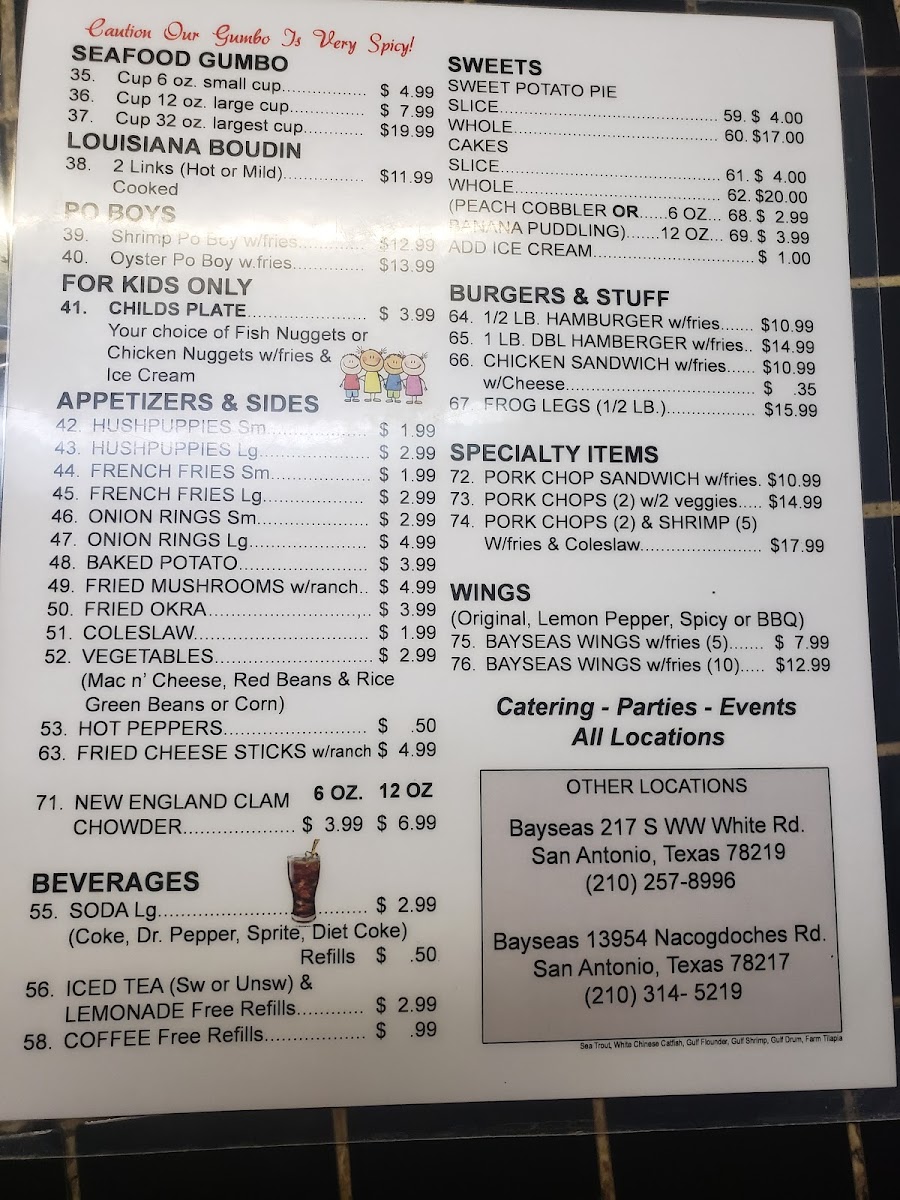 Caution Our Gumbo Is Very Spicy!
SEAFOOD GUMBO
35. Cup 6 oz. small cup................ $ 4.99
36. Cup 12 oz. large cup.............. $ 7.99
37. Cup 32 oz. largest cup........... $19.99
LOUISIANA BOUDIN
38. 2 Links (Hot or Mild)............... $11.99
Cooked
PO BOYS
39. Shrimp Po Boy w/fries............ $12.99
40. Oyster Po Boy w.fries............. $13.99
FOR KIDS ONLY
41. CHILDS PLATE...................... $ 3.99
Your choice of Fish Nuggets or
Chicken Nuggets w/fries &
Ice Cream
APPETIZERS & SIDES
42. HUSHPUPPIES Sm................ $ 1.99
43. HUSHPUPPIES Lg................. $ 2.99
44. FRENCH FRIES Sm............... $ 1.99
45. FRENCH FRIES Lg................ $ 2.99
46. ONION RINGS Sm................. $ 2.99
47. ONION RINGS Lg.................. $ 4.99
48. BAKED POTATO.................... $ 3.99
49. FRIED MUSHROOMS w/ranch.. $ 4.99
50. FRIED OKRA........................ $ 3.99
51. COLESLAW.......................... $ 1.99
52. VEGETABLES....................... $ 2.99
(Mac n' Cheese, Red Beans & Rice
Green Beans or Corn)
53. HOT PEPPERS...................... $ .50
63. FRIED CHEESE STICKS w/ranch $ 4.99
6 OZ. 12 OZ
71. NEW ENGLAND CLAM
CHOWDER.................. $ 3.99 $ 6.99
BEVERAGES
55. SODA Lg.............................. $ 2.99
(Coke, Dr. Pepper, Sprite, Diet Coke)
Refills $ .50
56. ICED TEA (Sw or Unsw) &
LEMONADE Free Refills............ $ 2.99
58. COFFEE Free Refills.................. $ .99
SWEETS
SWEET POTATO PIE
SLICE........................................ 59. $ 4.00
WHOLE..................................... 60. $17.00
CAKES
SLICE........................................ 61. $ 4.00
WHOLE..................................... 62. $20.00
(PEACH COBBLER OR......6 OZ... 68. $ 2.99
BANANA PUDDLING).......12 OZ... 69. $ 3.99
ADD ICE CREAM............................. $ 1.00
BURGERS & STUFF
64. 1/2 LB. HAMBURGER w/fries....... $10.99
65. 1 LB. DBL HAMBERGER w/fries.. $14.99
66. CHICKEN SANDWICH w/fries...... $10.99
w/Cheese.................................. $ .35
67. FROG LEGS (1/2 LB.)................. $15.99
SPECIALTY ITEMS
72. PORK CHOP SANDWICH w/fries. $10.99
73. PORK CHOPS (2) w/2 veggies..... $14.99
74. PORK CHOPS (2) & SHRIMP (5)
W/fries & Coleslaw...................... $17.99
WINGS
(Original, Lemon Pepper, Spicy or BBQ)
75. BAYSEAS WINGS w/fries (5)....... $ 7.99
76. BAYSEAS WINGS w/fries (10)..... $12.99
Catering - Parties - Events
All Locations
OTHER LOCATIONS
Bayseas 217 S WW White Rd.
San Antonio, Texas 78219
(210) 257-8996
Bayseas 13954 Nacogdoches Rd.
San Antonio, Texas 78217
(210) 314- 5219
Sea Trout, White Chinese Catfish, Gulf Flounder, Gulf Shrimp, Gulf Drum, Farm Tilapia